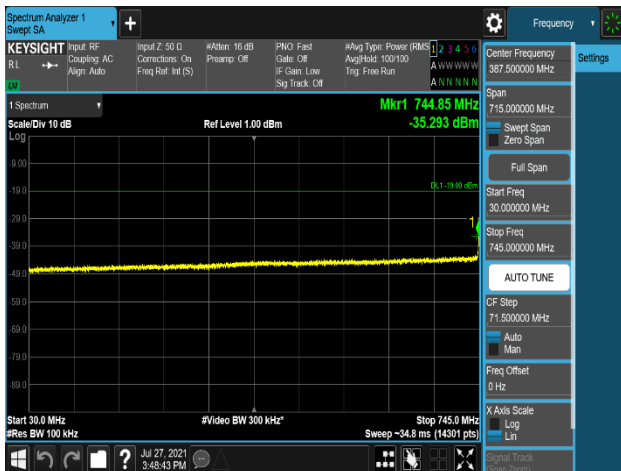 Spectrum Analyzer 1
Swept SA
Frequency
KEYSIGHT
RL
LXI
Input: RF
Coupling: AC
Align: Auto
Input Z: 50 Ω
Corrections: On
Freq Ref: Int (S)
#Atten: 16 dB
Preamp: Off
PNO: Fast
Gate: Off
IF Gain: Low
Sig Track: Off
#Avg Type: Power (RMS
Avg|Hold: 100/100
Trig: Free Run
1 2 3 4 5 6
A W W W W W
A N N N N N
1 Spectrum
Scale/Div 10 dB
Log
Ref Level 1.00 dBm
Mkr1 744.85 MHz
-35.293 dBm
-9.00
-19.0
-29.0
-39.0
-49.0
-59.0
-69.0
-79.0
-89.0
DL1 -19.00 dBm
1
Start 30.0 MHz
#Res BW 100 kHz
#Video BW 300 kHz*
Stop 745.0 MHz
Sweep ~34.8 ms (14301 pts)
Jul 27, 2021
3:48:43 PM
Center Frequency
387.500000 MHz
Settings
Span
715.000000 MHz
Swept Span
Zero Span
Full Span
Start Freq
30.000000 MHz
Stop Freq
745.000000 MHz
AUTO TUNE
CF Step
71.500000 MHz
Auto
Man
Freq Offset
0 Hz
X Axis Scale
Log
Lin
Signal Track
(Span Zoom)